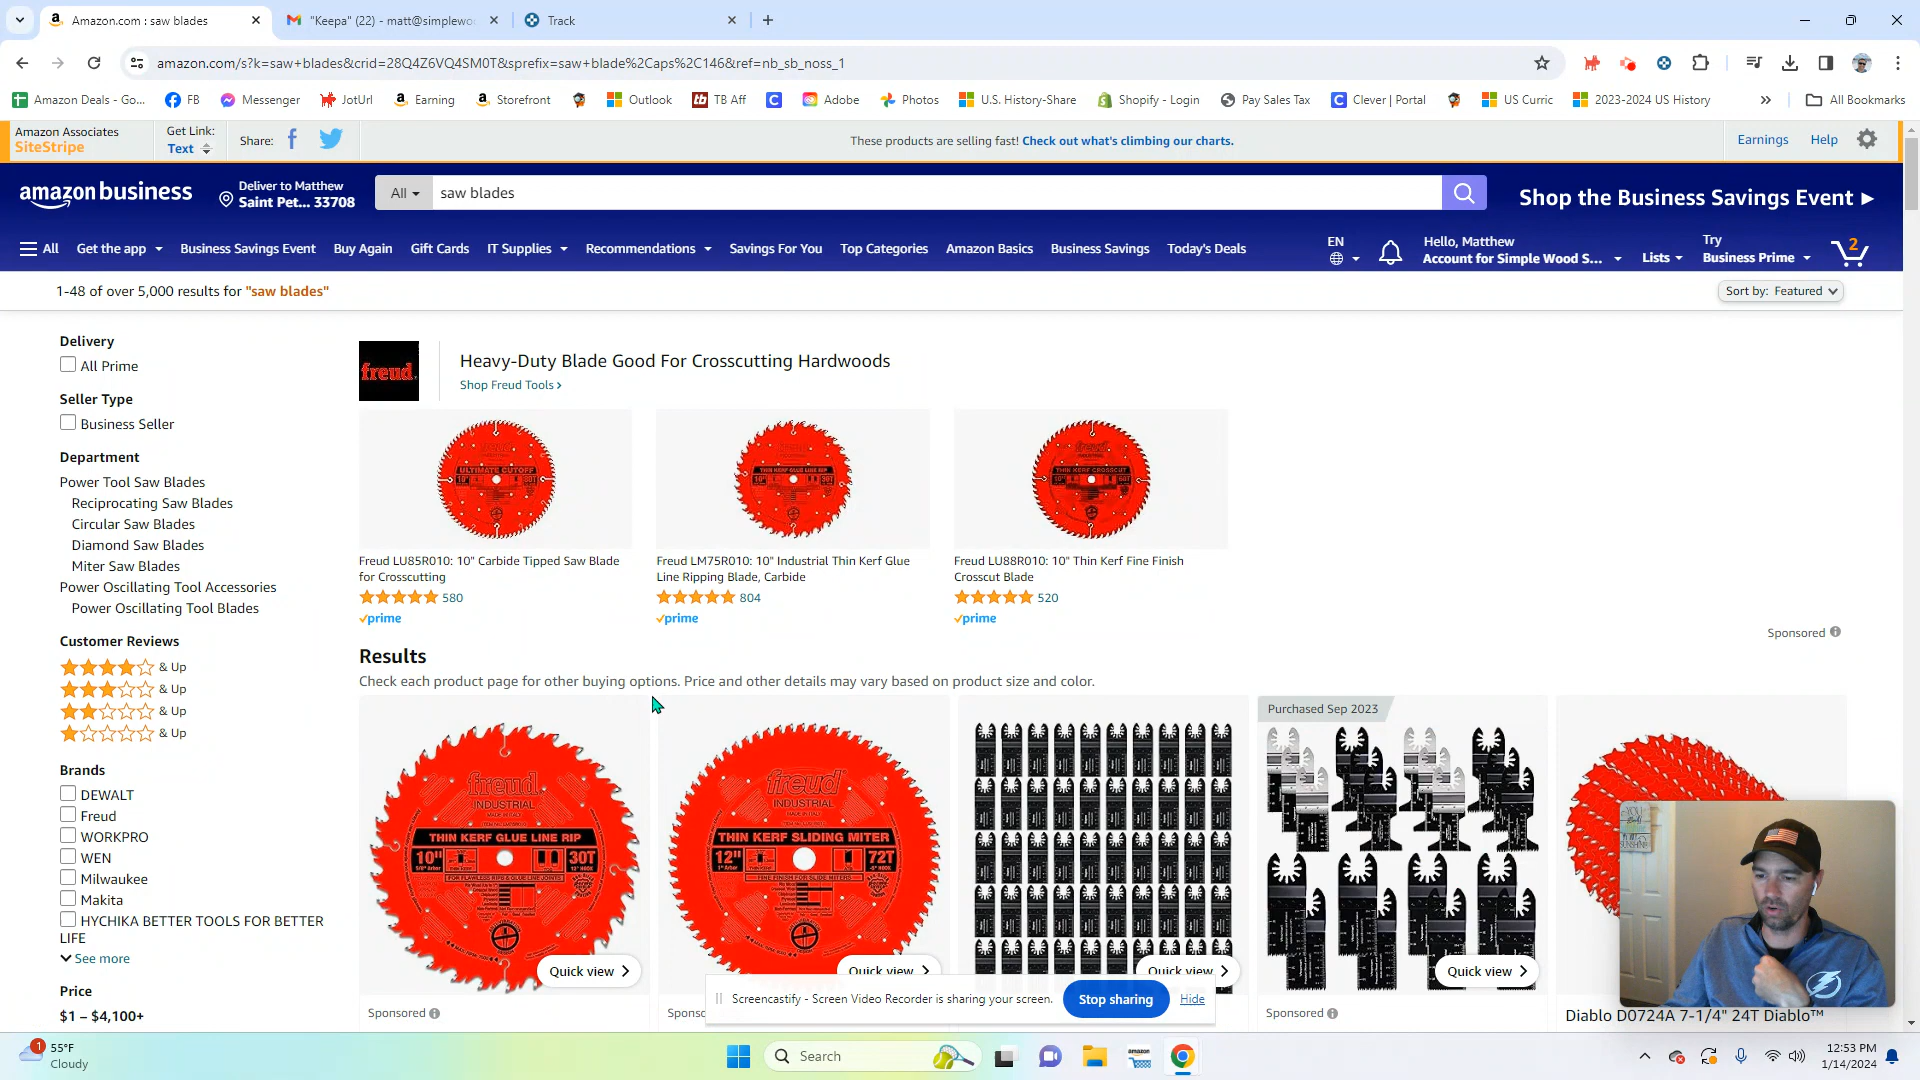 Amazon.com : saw blades
"Keepa" (22) - matt@simplewoo
Track
amazon.com/s?k=saw+blades&crid=28Q4Z6VQ4SM0T&sprefix=saw+blade%2Caps%2C146&ref=nb_sb_noss_1
Amazon Deals - Go...
FB
Messenger
JotUrl
Earning
Storefront
Outlook
TB Aff
Adobe
Photos
U.S. History-Share
Shopify - Login
Pay Sales Tax
Clever | Portal
US Curric
2023-2024 US History
All Bookmarks
Amazon Associates
SiteStripe
Get Link:
Text
Share:
These products are selling fast! Check out what's climbing our charts.
Earnings
Help
amazon business
Deliver to Matthew
Saint Pet... 33708
All
saw blades
Shop the Business Savings Event
All
Get the app
Business Savings Event
Buy Again
Gift Cards
IT Supplies
Recommendations
Savings For You
Top Categories
Amazon Basics
Business Savings
Today's Deals
EN
Hello, Matthew
Account for Simple Wood S...
Lists
Try
Business Prime
2
1-48 of over 5,000 results for "saw blades"
Sort by: Featured
Delivery
All Prime
Seller Type
Business Seller
Department
Power Tool Saw Blades
Reciprocating Saw Blades
Circular Saw Blades
Diamond Saw Blades
Miter Saw Blades
Power Oscillating Tool Accessories
Power Oscillating Tool Blades
Customer Reviews
& Up
& Up
& Up
& Up
Brands
DEWALT
Freud
WORKPRO
WEN
Milwaukee
Makita
HYCHIKA BETTER TOOLS FOR BETTER
LIFE
See more
Price
$1 – $4,100+
freud
Heavy-Duty Blade Good For Crosscutting Hardwoods
Shop Freud Tools ›
ULTIMATE CUTOFF
THIN KERF GLUE LINE RIP
THIN KERF CROSSCUT
Freud LU85R010: 10" Carbide Tipped Saw Blade
for Crosscutting
580
prime
Freud LM75R010: 10" Industrial Thin Kerf Glue
Line Ripping Blade, Carbide
804
prime
Freud LU88R010: 10" Thin Kerf Fine Finish
Crosscut Blade
520
prime
Sponsored
Results
Check each product page for other buying options. Price and other details may vary based on product size and color.
freud
INDUSTRIAL
THIN KERF GLUE LINE RIP
10"
30T
Quick view
Sponsored
freud
INDUSTRIAL
THIN KERF SLIDING MITER
12"
72T
Quick view
Quick view
Purchased Sep 2023
Quick view
Sponsored
Diablo D0724A 7-1/4" 24T Diablo™
Screencastify - Screen Video Recorder is sharing your screen.
Stop sharing
Hide
1
55°F
Cloudy
Search
amazon
12:53 PM
1/14/2024